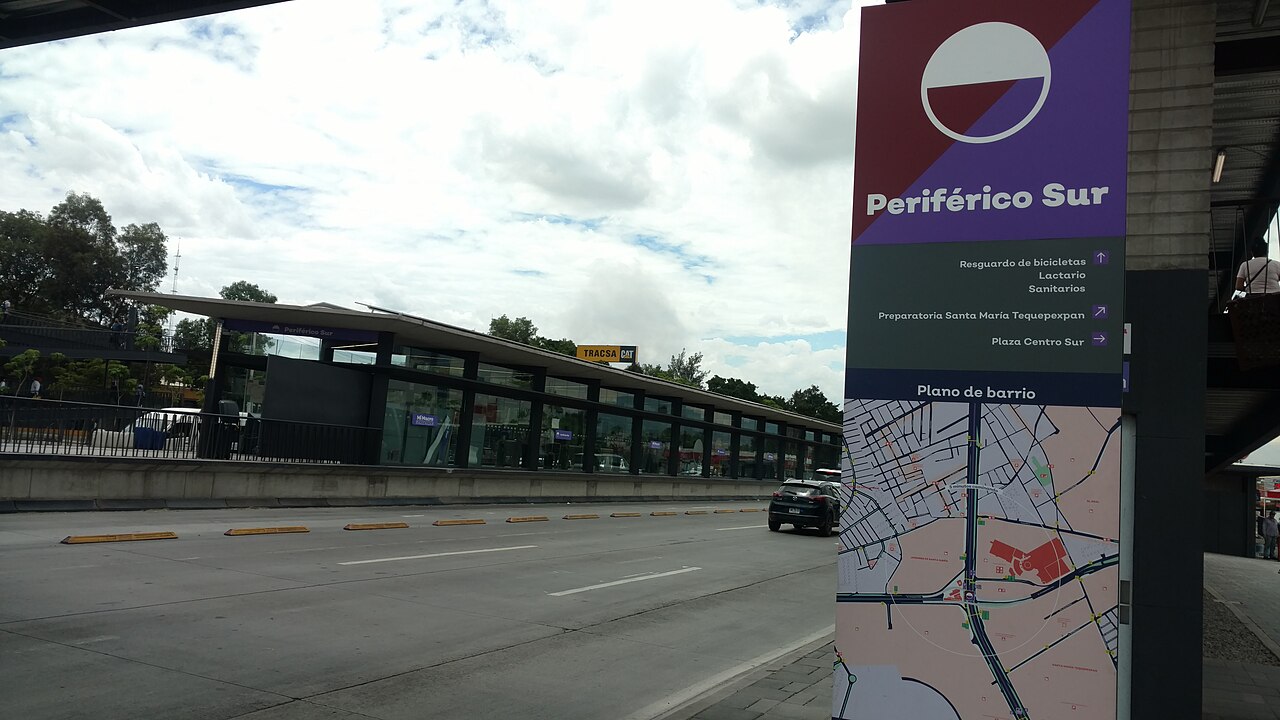 Periférico Sur
Resguardo de bicicletas
Lactario
Sanitarios
Preparatoria Santa María Tequepexpan
Plaza Centro Sur
Plano de barrio
Periférico Sur
TRACSA CAT